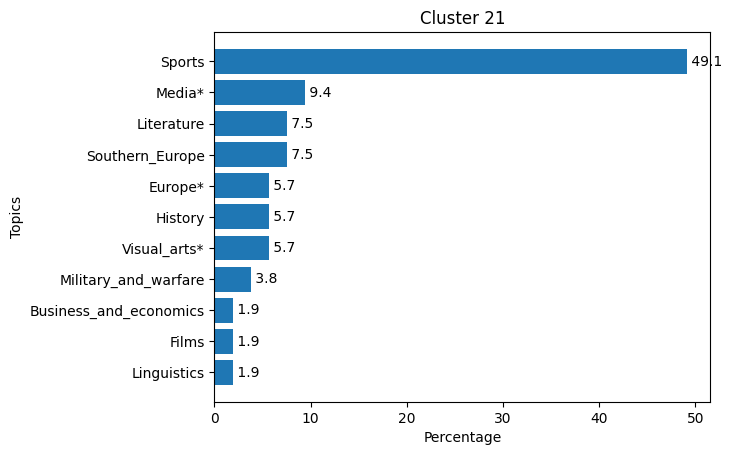 Cluster 21
Topics
Sports 49.1
Media* 9.4
Literature 7.5
Southern_Europe 7.5
Europe* 5.7
History 5.7
Visual_arts* 5.7
Military_and_warfare 3.8
Business_and_economics 1.9
Films 1.9
Linguistics 1.9
0 10 20 30 40 50
Percentage